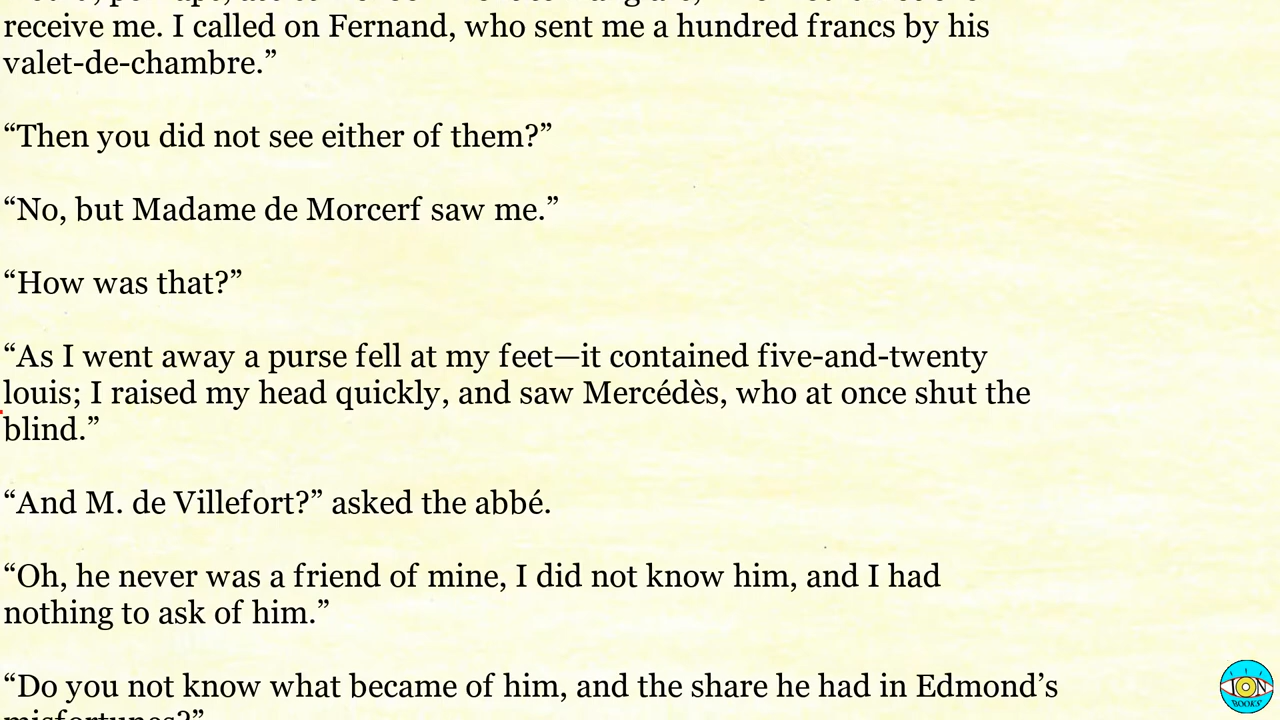 receive me. I called on Fernand, who sent me a hundred francs by his
valet-de-chambre.”
“Then you did not see either of them?”
“No, but Madame de Morcerf saw me.”
“How was that?”
“As I went away a purse fell at my feet—it contained five-and-twenty
louis; I raised my head quickly, and saw Mercédès, who at once shut the
blind.”
“And M. de Villefort?” asked the abbé.
“Oh, he never was a friend of mine, I did not know him, and I had
nothing to ask of him.”
“Do you not know what became of him, and the share he had in Edmond’s
misfortunes?”
ION
BOOKS